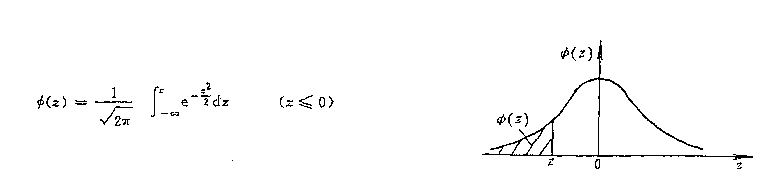 ϕ(z) = 1/√2π ∫_{-∞}^{z} e^{-z²/2} dz (z ≤ 0)
ϕ(z)
ϕ(z)
z 0 z